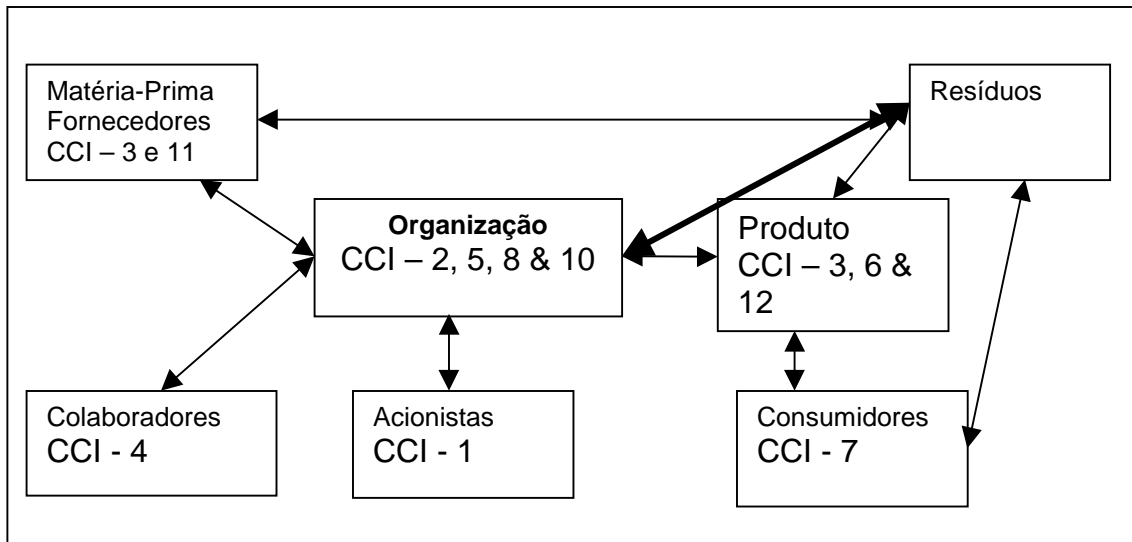 Matéria-Prima
Fornecedores
CCI – 3 e 11
Resíduos
Organização
CCI – 2, 5, 8 & 10
Produto
CCI – 3, 6 &
12
Colaboradores
CCI - 4
Acionistas
CCI - 1
Consumidores
CCI - 7